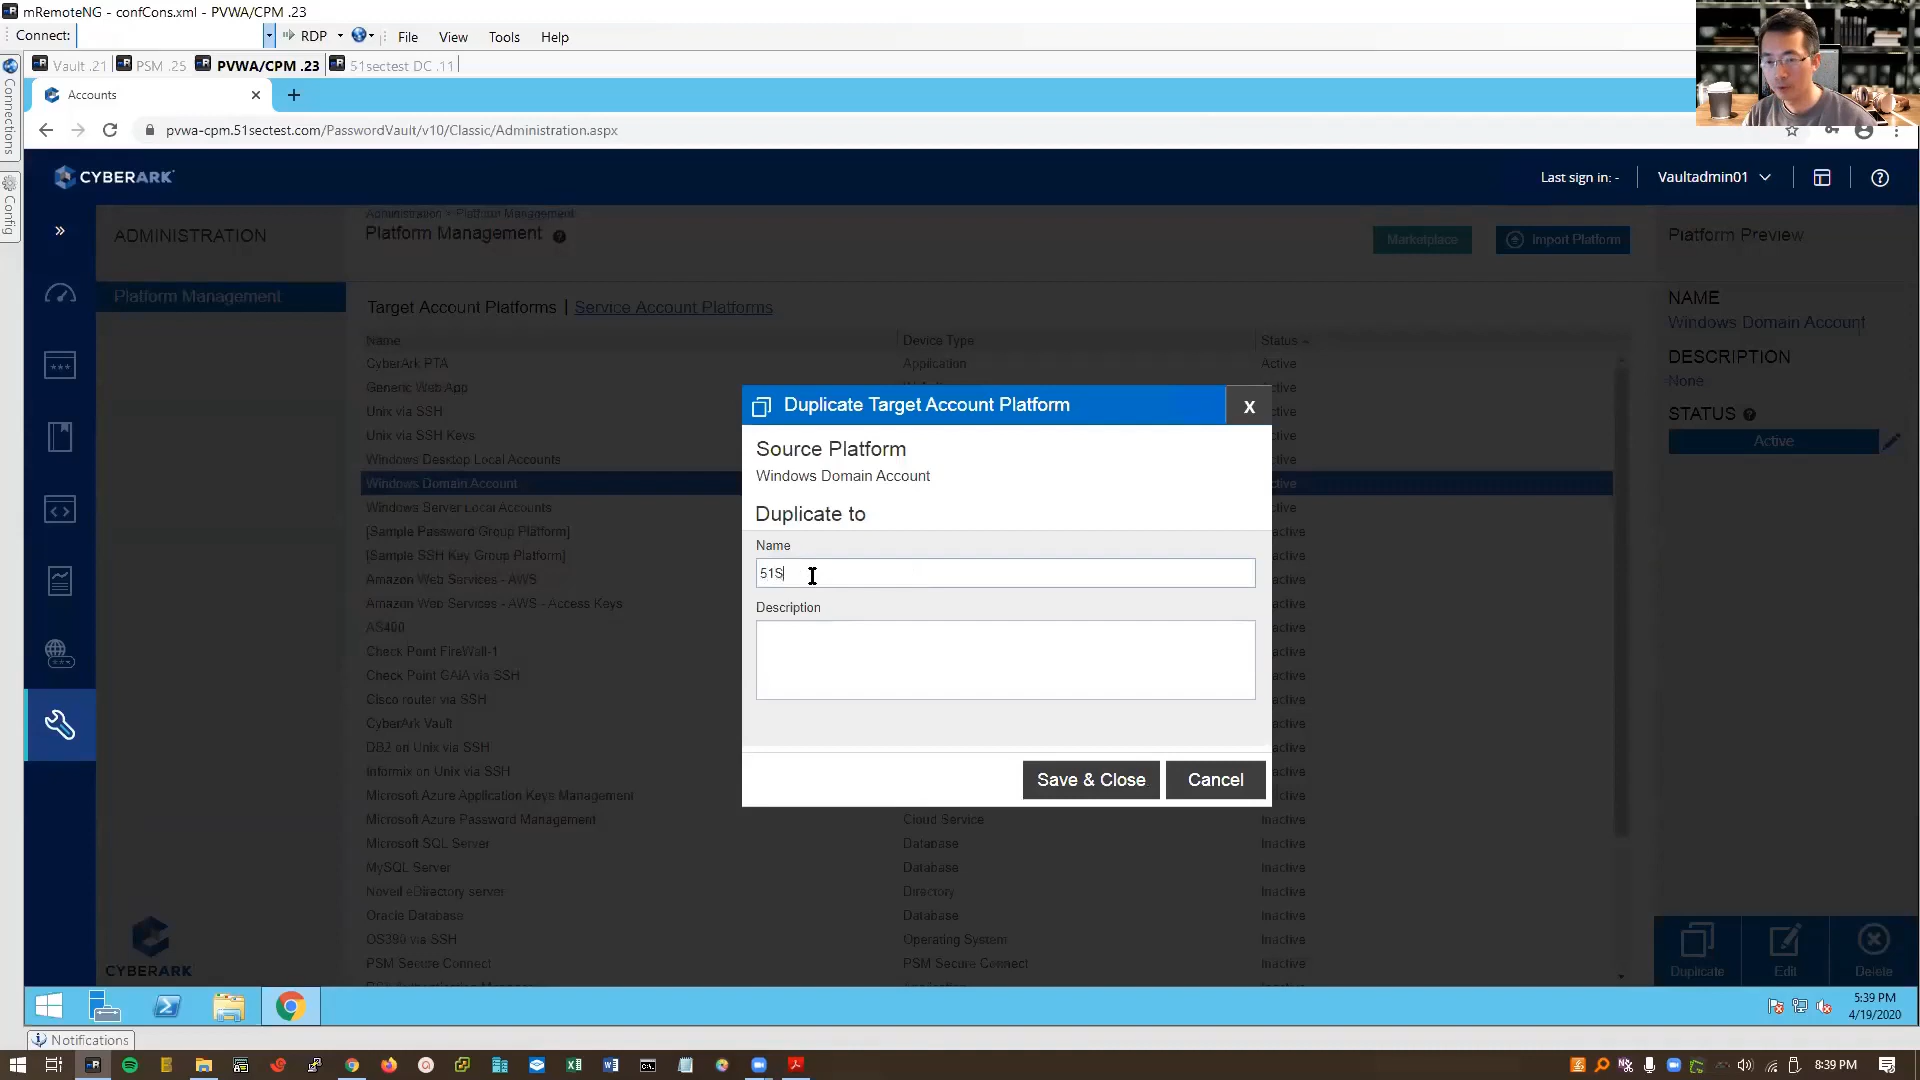 mRemoteNG - confCons.xml - PVWA/CPM .23
Connect: RDP File View Tools Help
Vault .21 PSM .25 PVWA/CPM .23 51sectest DC .11
Connections
Config
Accounts
pvwa-cpm.51sectest.com/PasswordVault/v10/Classic/Administration.aspx
CYBERARK
Last sign in: - Vaultadmin01
ADMINISTRATION
Administration > Platform Management
Platform Management
Marketplace
Import Platform
Platform Preview
Platform Management
Target Account Platforms | Service Account Platforms
Name Device Type Status
CyberArk PTA Application Active
Generic Web App Active
Unix via SSH
Unix via SSH Keys
Windows Desktop Local Accounts
Windows Domain Account
Windows Server Local Accounts
[Sample Password Group Platform]
[Sample SSH Key Group Platform]
Amazon Web Services - AWS
Amazon Web Services - AWS - Access Keys
AS400
Check Point FireWall-1
Check Point GAiA via SSH
Cisco router via SSH
CyberArk Vault
DB2 on Unix via SSH
Informix on Unix via SSH
Microsoft Azure Application Keys Management
Microsoft Azure Password Management Cloud Service Inactive
Microsoft SQL Server Database Inactive
MySQL Server Database Inactive
Novell eDirectory server Directory Inactive
Oracle Database Database Inactive
OS390 via SSH Operating System Inactive
PSM Secure Connect PSM Secure Connect Inactive
Duplicate Target Account Platform X
Source Platform
Windows Domain Account
Duplicate to
Name
51S
Description
Save & Close Cancel
NAME
Windows Domain Account
DESCRIPTION
None
STATUS
Active
Duplicate Edit Delete
CYBERARK
5:39 PM
4/19/2020
Notifications
8:39 PM